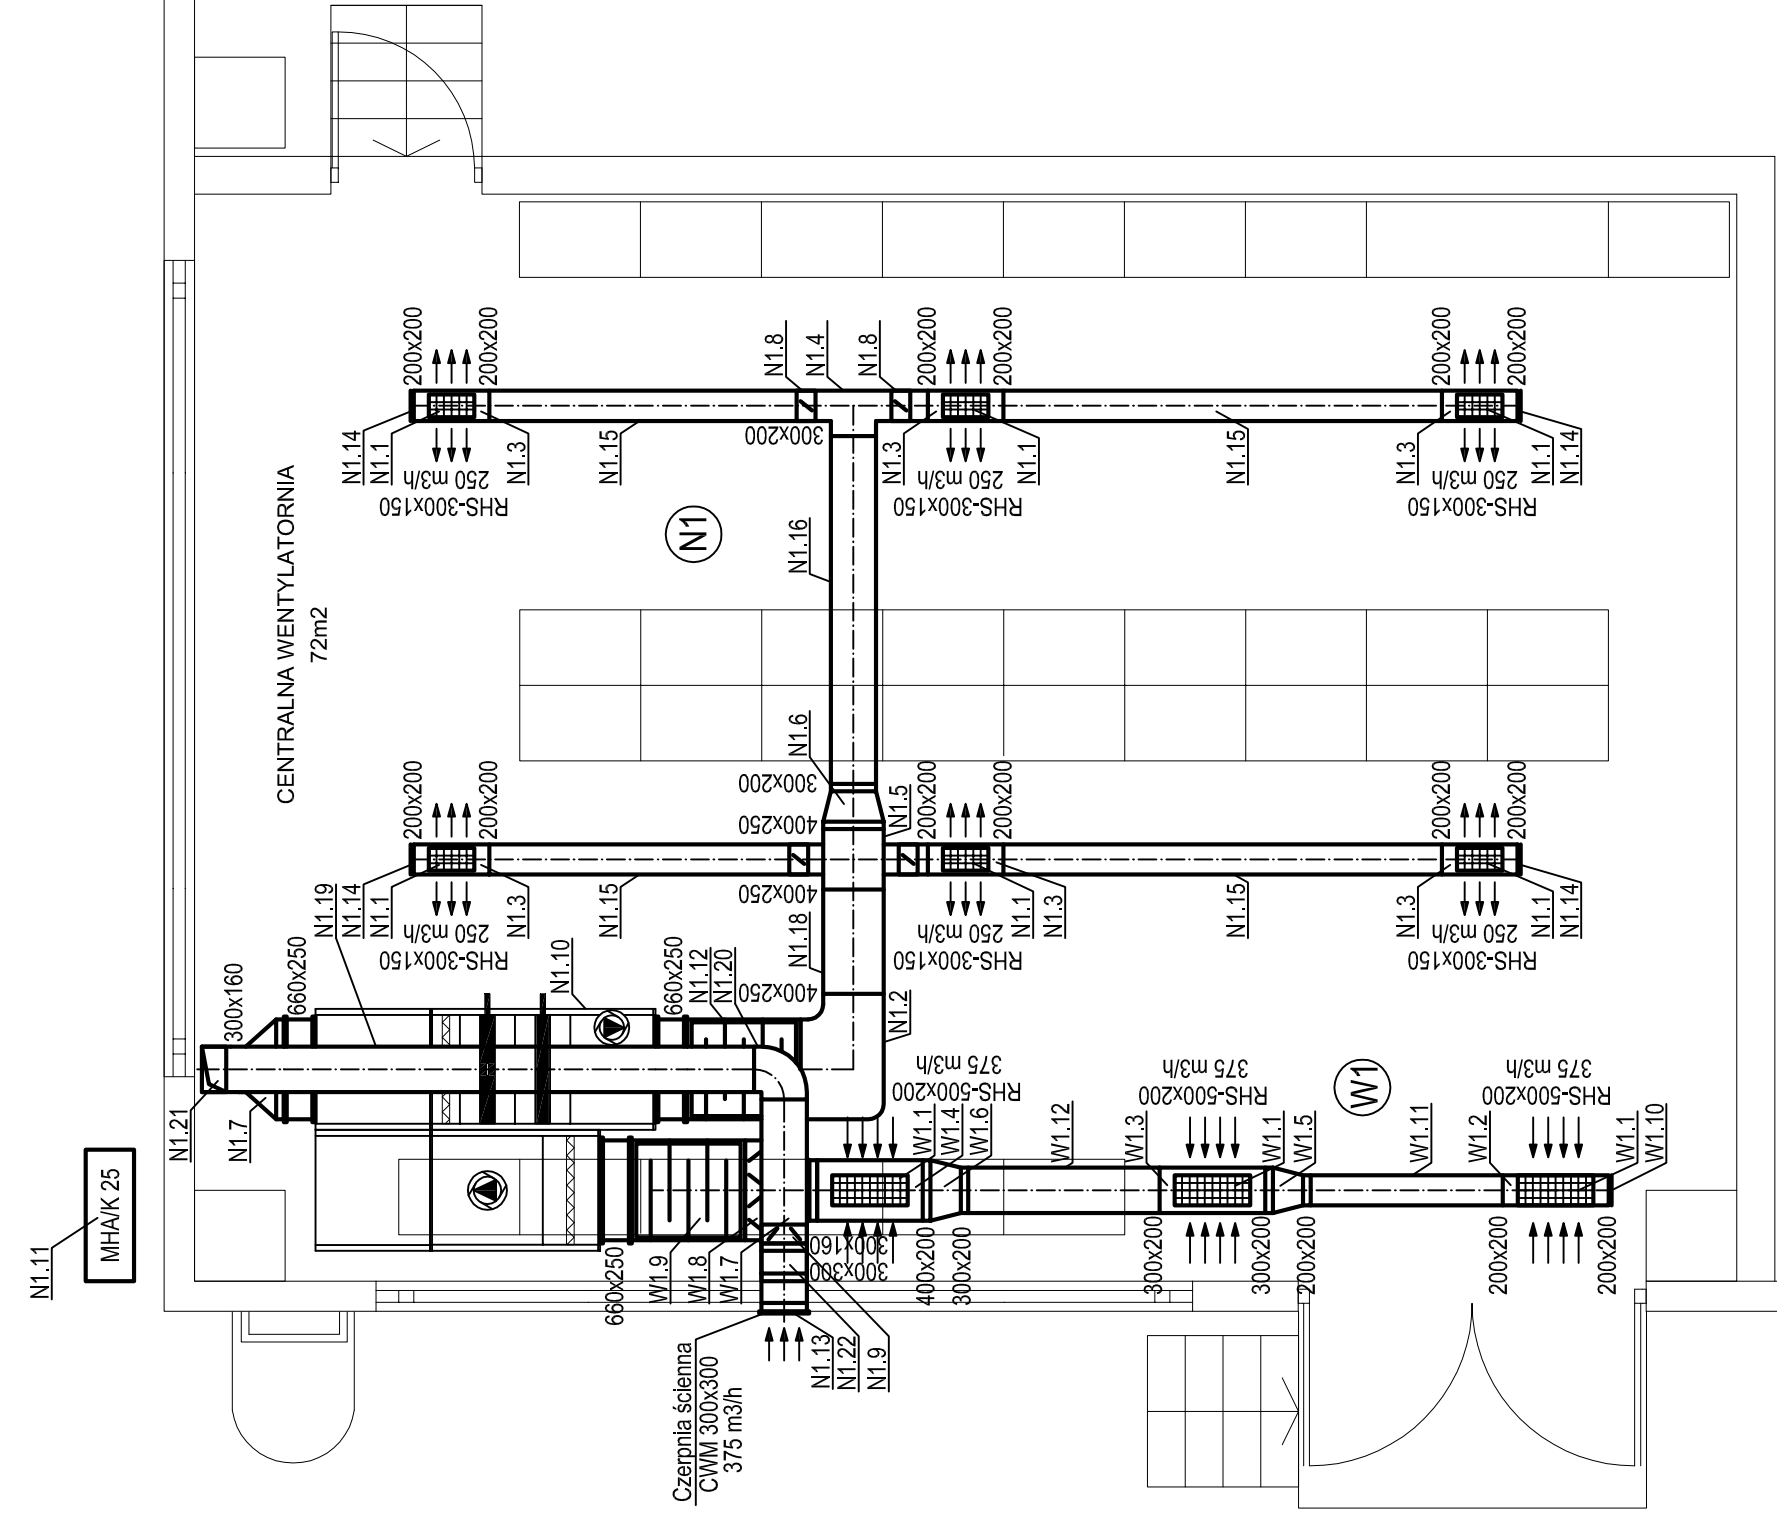 N1.11
MHA/K 25
CENTRALNA WENTYLATORNIA
72m2
N1
W1
200x200
200x200
N1.14
N1.1
N1.3
250 m3/h
RHS-300x150
N1.15
N1.8
N1.4
N1.8
300x200
200x200
200x200
N1.3
N1.1
250 m3/h
RHS-300x150
N1.15
200x200
200x200
N1.3
N1.1
N1.14
250 m3/h
RHS-300x150
N1.16
N1.6
300x200
400x250
N1.5
200x200
200x200
N1.19
N1.14
N1.1
N1.3
250 m3/h
RHS-300x150
N1.15
400x250
N1.18
400x250
200x200
200x200
N1.1
N1.3
250 m3/h
RHS-300x150
N1.15
200x200
200x200
N1.3
N1.1
N1.14
250 m3/h
RHS-300x150
300x160
660x250
N1.10
660x250
N1.12
N1.20
N1.2
N1.21
N1.7
375 m3/h
RHS-500x200
W1.1
W1.4
W1.6
W1.12
W1.3
375 m3/h
RHS-500x200
W1.1
W1.5
W1.11
W1.2
375 m3/h
RHS-500x200
W1.1
W1.10
660x250
W1.9
W1.8
W1.7
300x160
300x300
400x200
300x200
300x200
300x200
200x200
200x200
200x200
Czerpnia ścienna
CWM 300x300
375 m3/h
N1.13
N1.22
N1.9